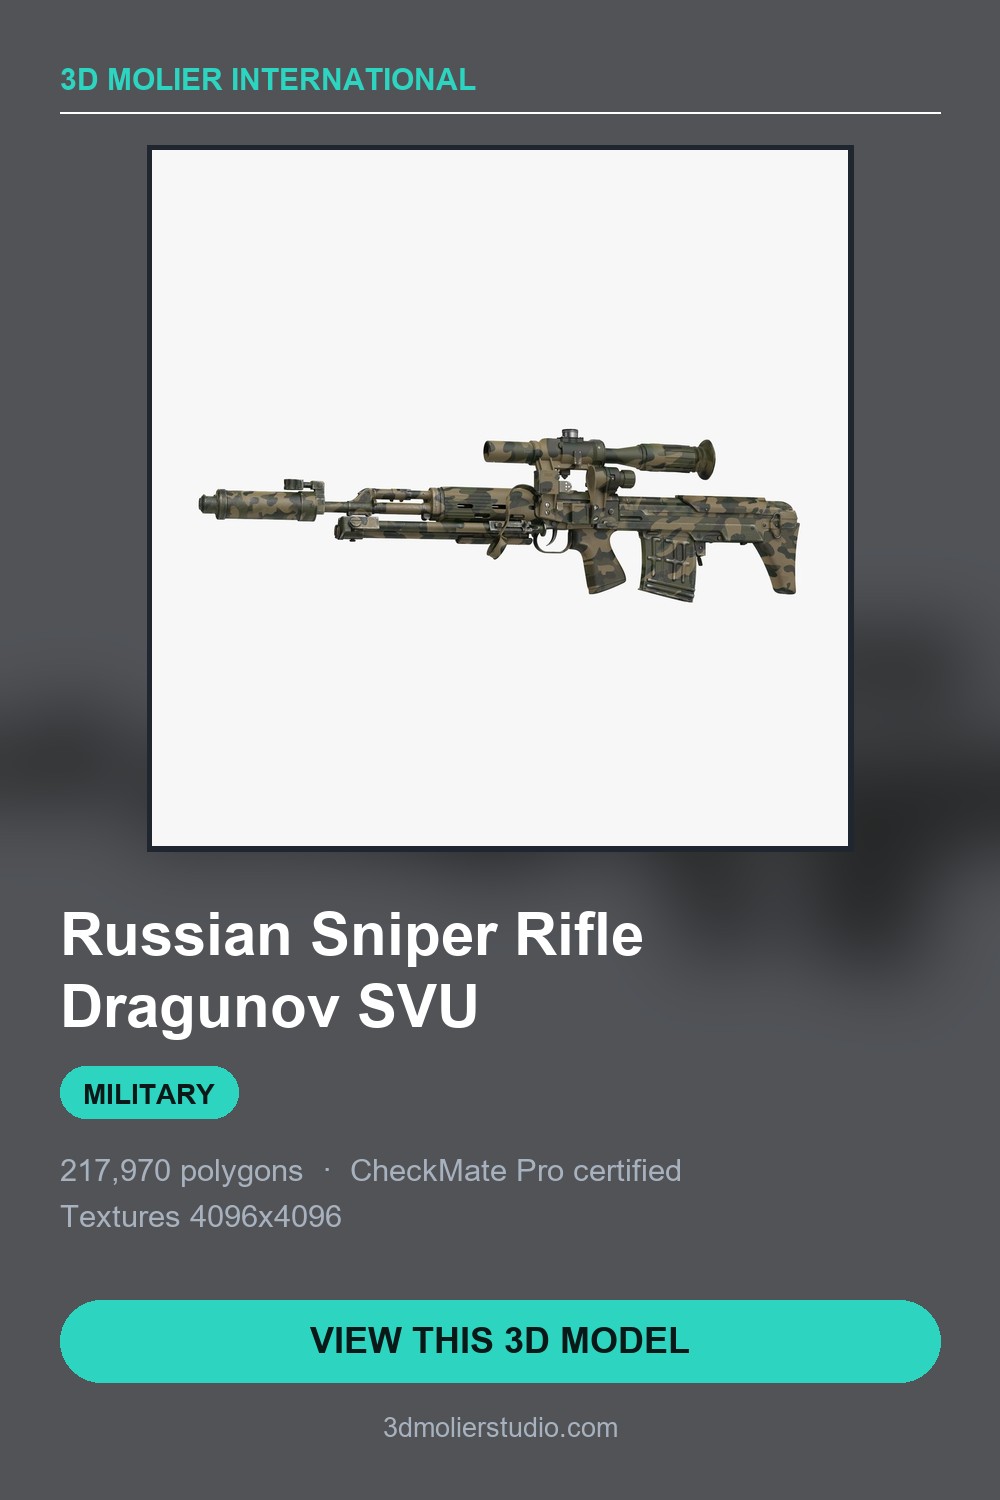 3D MOLIER INTERNATIONAL
Russian Sniper Rifle
Dragunov SVU
MILITARY
217,970 polygons · CheckMate Pro certified
Textures 4096x4096
VIEW THIS 3D MODEL
3dmolierstudio.com